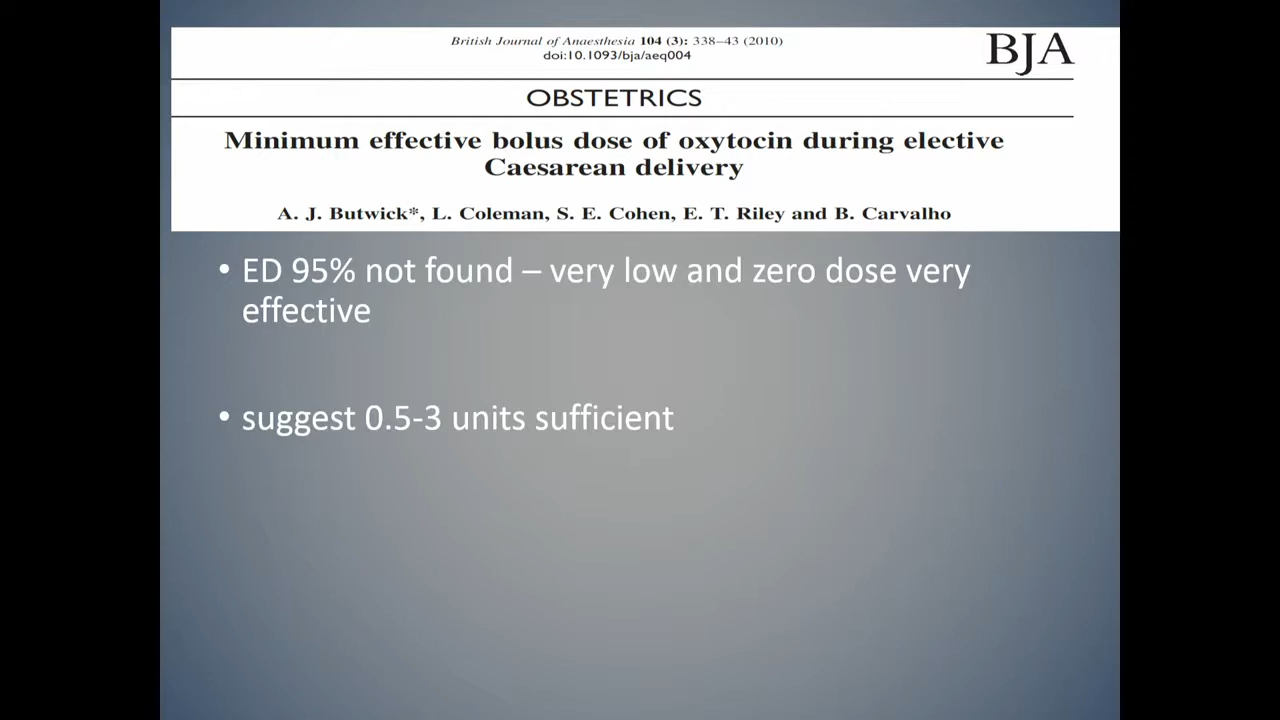 British Journal of Anaesthesia 104 (3): 338–43 (2010)
doi:10.1093/bja/aeq004
BJA
OBSTETRICS
Minimum effective bolus dose of oxytocin during elective
Caesarean delivery
A. J. Butwick*, L. Coleman, S. E. Cohen, E. T. Riley and B. Carvalho
• ED 95% not found – very low and zero dose very
effective
• suggest 0.5-3 units sufficient